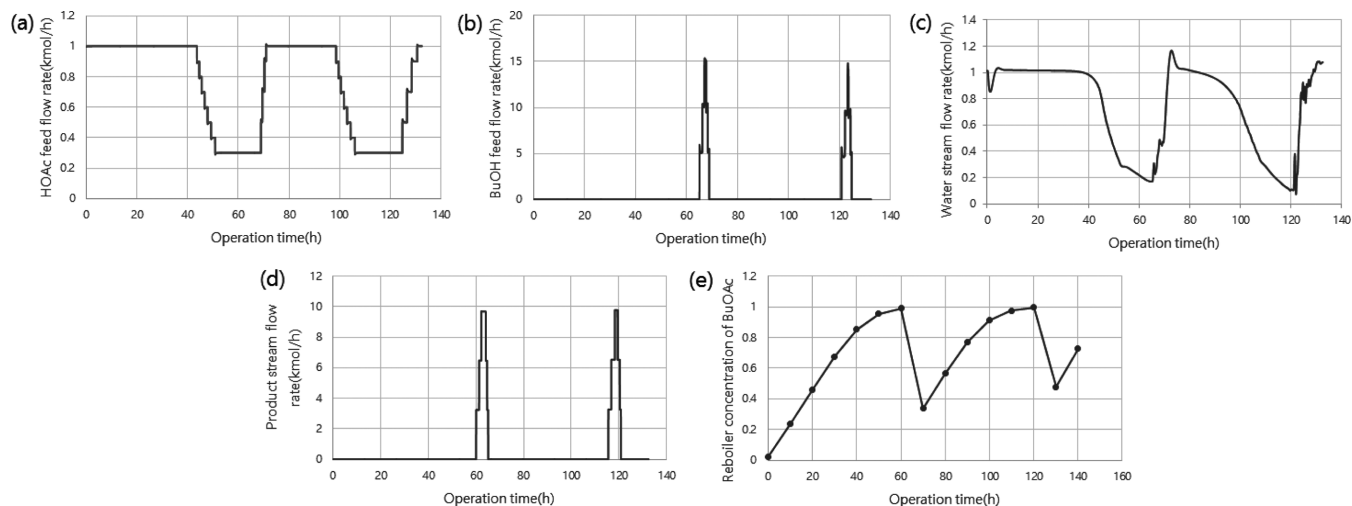 (a)
HOAc feed flow rate(kmol/h)
1.2
1
0.8
0.6
0.4
0.2
0
0 20 40 60 80 100 120 140
Operation time(h)
(b)
BuOH feed flow rate(kmol/h)
20
15
10
5
0
0 20 40 60 80 100 120 140
Operation time(h)
(c)
Water stream flow rate(kmol/h)
1.4
1.2
1
0.8
0.6
0.4
0.2
0
0 20 40 60 80 100 120 140
Operation time(h)
(d)
Product stream flow
rate(kmol/h)
12
10
8
6
4
2
0
0 20 40 60 80 100 120 140
Operation time(h)
(e)
Reboiler concentration of BuOAc
1.2
1
0.8
0.6
0.4
0.2
0
0 20 40 60 80 100 120 140 160
Operation time(h)